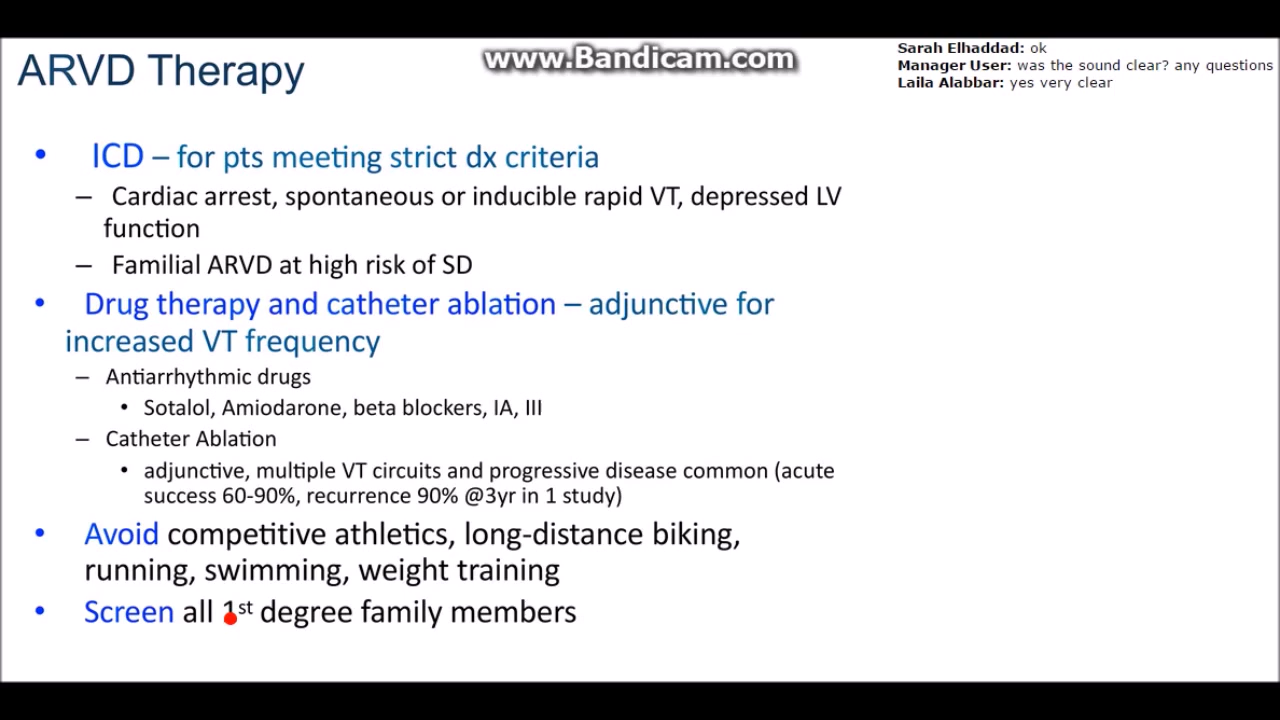 www.Bandicam.com
ARVD Therapy
Sarah Elhaddad: ok
Manager User: was the sound clear? any questions
Laila Alabbar: yes very clear
• ICD – for pts meeting strict dx criteria
– Cardiac arrest, spontaneous or inducible rapid VT, depressed LV
function
– Familial ARVD at high risk of SD
• Drug therapy and catheter ablation – adjunctive for
increased VT frequency
– Antiarrhythmic drugs
• Sotalol, Amiodarone, beta blockers, IA, III
– Catheter Ablation
• adjunctive, multiple VT circuits and progressive disease common (acute
success 60-90%, recurrence 90% @3yr in 1 study)
• Avoid competitive athletics, long-distance biking,
running, swimming, weight training
• Screen all 1st degree family members